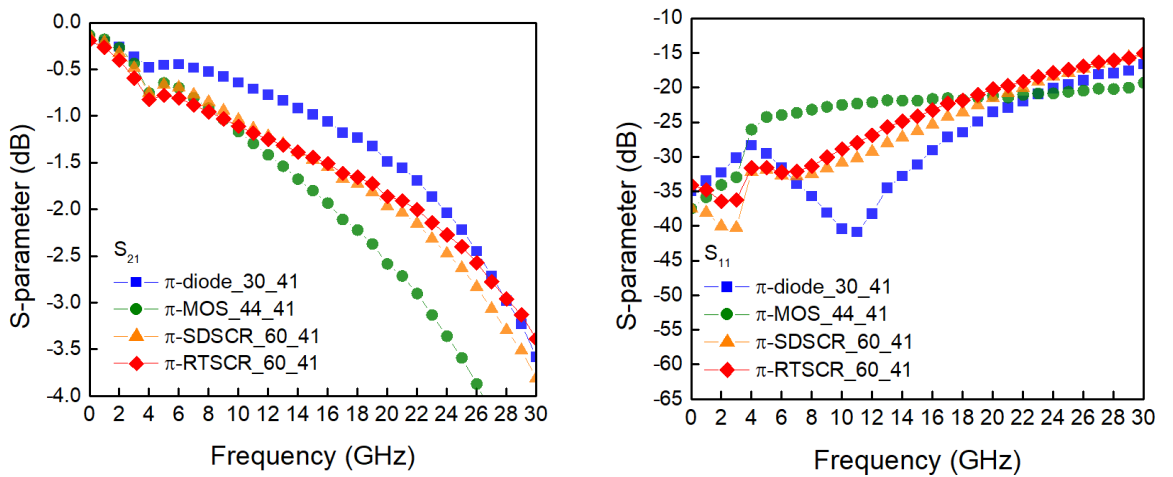 0.0
-0.5
-1.0
-1.5
-2.0
-2.5
-3.0
-3.5
-4.0
S-parameter (dB)
S21
π-diode_30_41
π-MOS_44_41
π-SDSCR_60_41
π-RTSCR_60_41
0 2 4 6 8 10 12 14 16 18 20 22 24 26 28 30
Frequency (GHz)
-10
-15
-20
-25
-30
-35
-40
-45
-50
-55
-60
-65
S-parameter (dB)
S11
π-diode_30_41
π-MOS_44_41
π-SDSCR_60_41
π-RTSCR_60_41
0 2 4 6 8 10 12 14 16 18 20 22 24 26 28 30
Frequency (GHz)